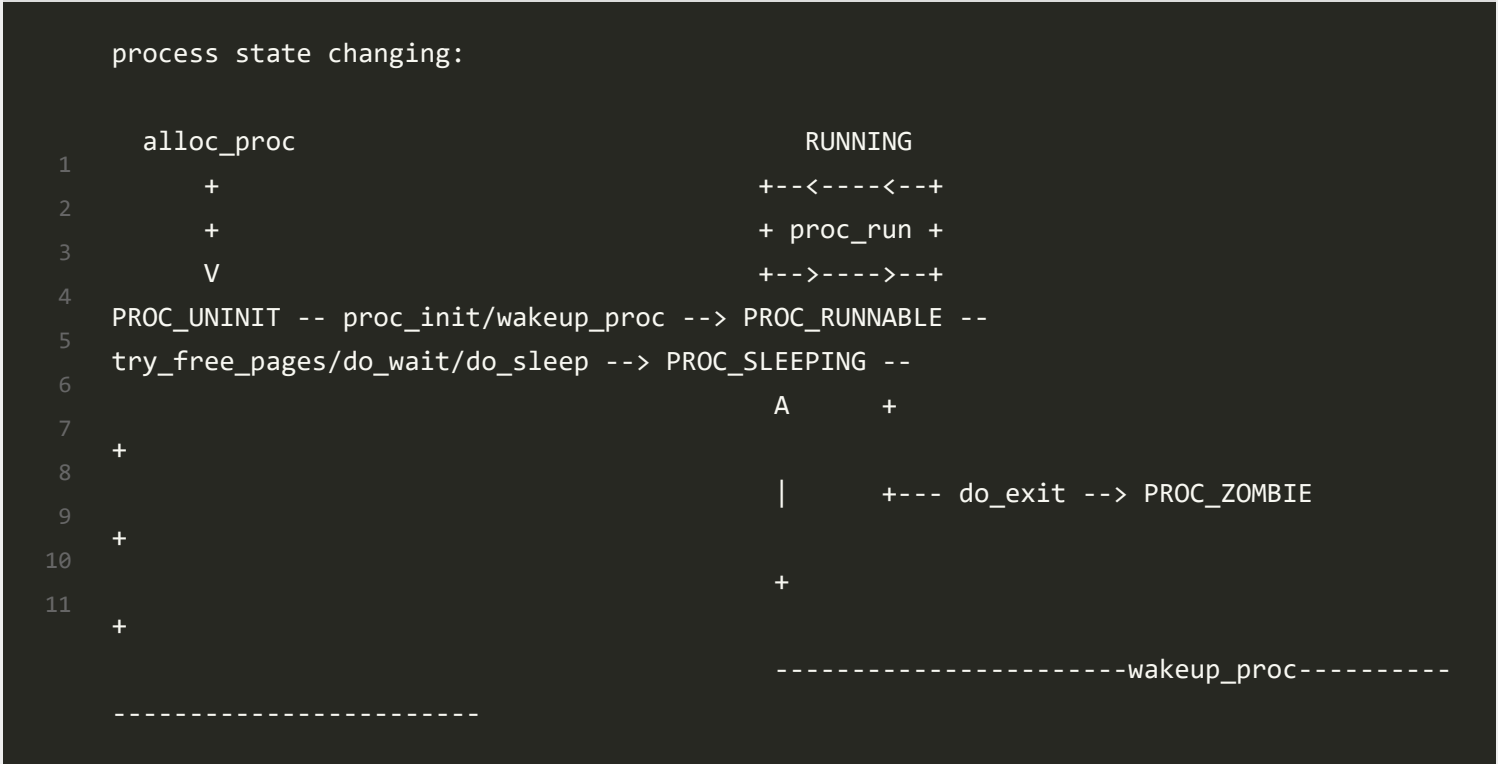 process state changing:
  alloc_proc                                 RUNNING
1
      +                                   +--<----<--+
2
      +                                   + proc_run +
3
      V                                   +-->---->--+
4
PROC_UNINIT -- proc_init/wakeup_proc --> PROC_RUNNABLE --
5
try_free_pages/do_wait/do_sleep --> PROC_SLEEPING --
6
                                           A      +
7
+
8
                                           |      +--- do_exit --> PROC_ZOMBIE
9
+
10
                                           +
11
+
                                           -----------------------wakeup_proc----------
------------------------